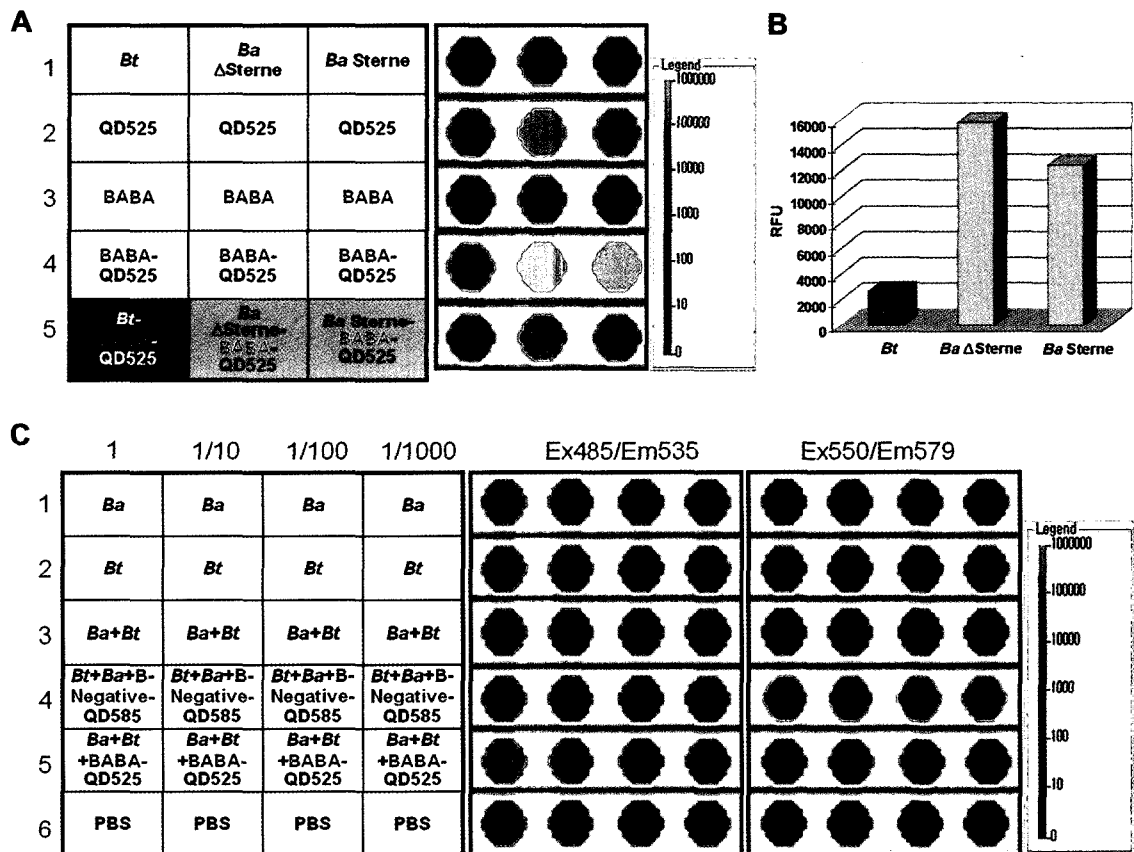 A
1
Bt
Ba
ΔSterne
Ba Sterne
2
QD525
QD525
QD525
3
BABA
BABA
BABA
4
BABA-
QD525
BABA-
QD525
BABA-
QD525
5
Bt-
QD525
Ba
ΔSterne-
BABA-
QD525
Ba Sterne-
BABA-
QD525
Legend
1000000
100000
10000
1000
100
10
0
B
RFU
16000
14000
12000
10000
8000
6000
4000
2000
0
Bt
Ba ΔSterne
Ba Sterne
C
1
1/10
1/100
1/1000
Ex485/Em535
Ex550/Em579
1
Ba
Ba
Ba
Ba
2
Bt
Bt
Bt
Bt
3
Ba+Bt
Ba+Bt
Ba+Bt
Ba+Bt
4
Bt+Ba+B-
Negative-
QD585
Bt+Ba+B-
Negative-
QD585
Bt+Ba+B-
Negative-
QD585
Bt+Ba+B-
Negative-
QD585
5
Ba+Bt
+BABA-
QD525
Ba+Bt
+BABA-
QD525
Ba+Bt
+BABA-
QD525
Ba+Bt
+BABA-
QD525
6
PBS
PBS
PBS
PBS
Legend
1000000
100000
10000
1000
100
10
0